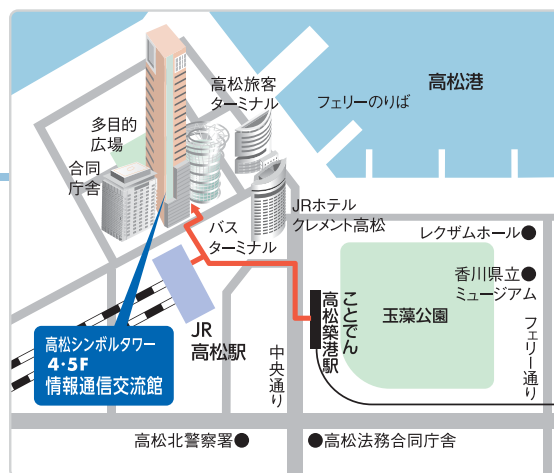 高松港
高松旅客
ターミナル
フェリーのりば
多目的
広場
合同
庁舎
JRホテル
クレメント高松
バス
ターミナル
レクザムホール
香川県立
ミュージアム
玉藻公園
ことでん
高松築港駅
JR
高松駅
中央通り
フェリー通り
高松シンボルタワー
4・5F
情報通信交流館
高松北警察署
高松法務合同庁舎